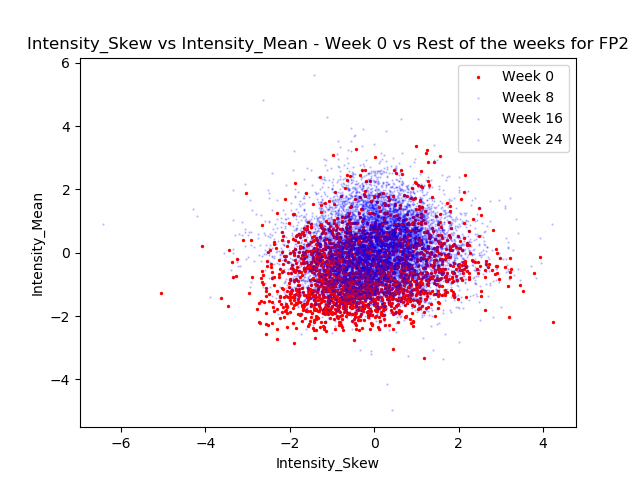 Intensity_Skew vs Intensity_Mean - Week 0 vs Rest of the weeks for FP2
Week 0
Week 8
Week 16
Week 24
6
4
2
0
−2
−4
Intensity_Mean
−6 −4 −2 0 2 4
Intensity_Skew